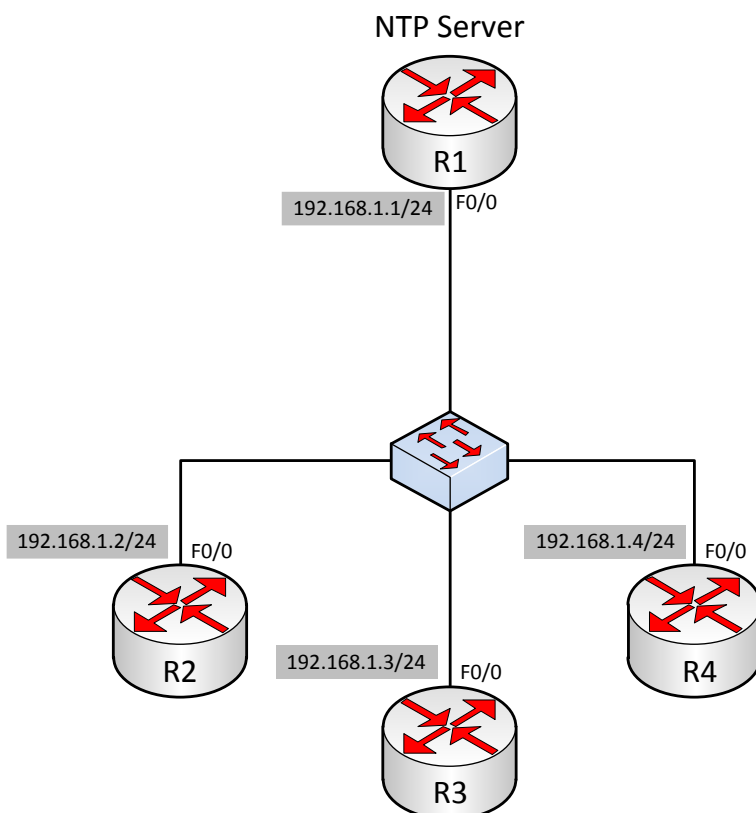 NTP Server
R1
192.168.1.1/24
F0/0
192.168.1.2/24
F0/0
192.168.1.4/24
F0/0
R2
192.168.1.3/24
F0/0
R4
R3